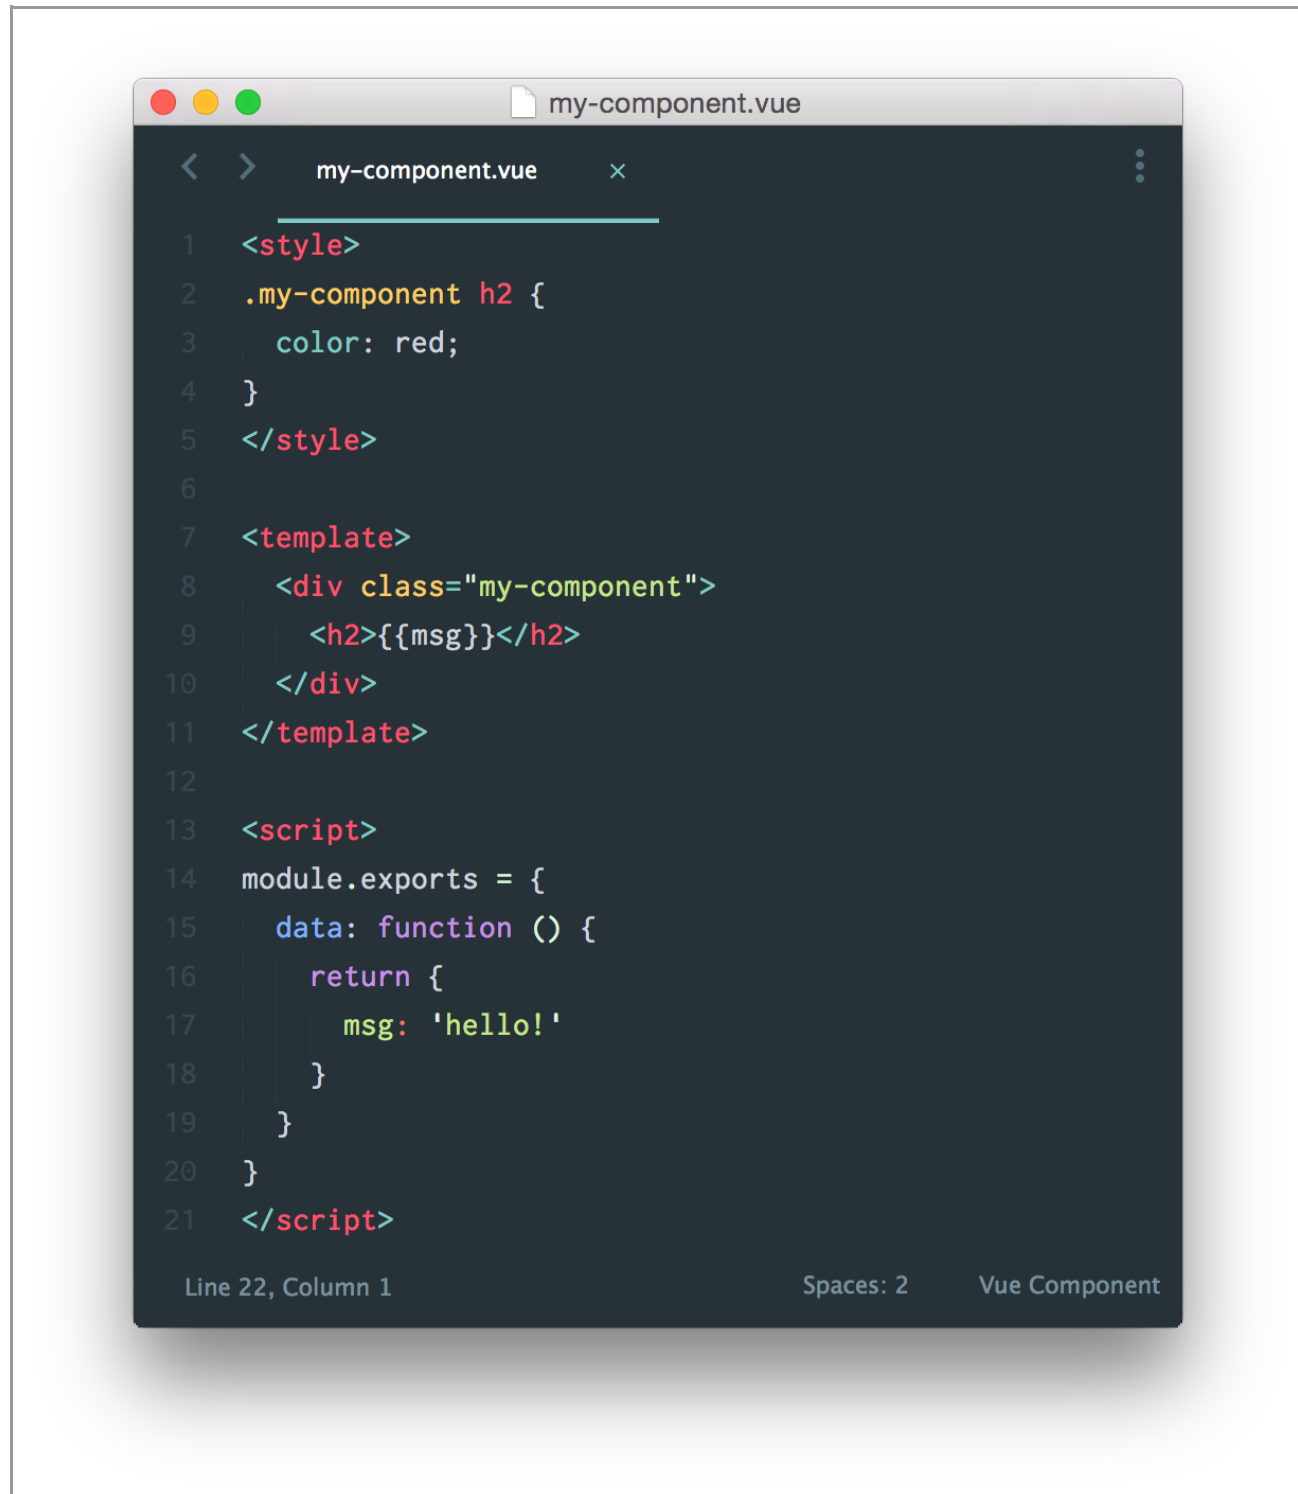 my-component.vue
my-component.vue ×
1 <style>
2 .my-component h2 {
3   color: red;
4 }
5 </style>
6
7 <template>
8   <div class="my-component">
9     <h2>{{msg}}</h2>
10   </div>
11 </template>
12
13 <script>
14 module.exports = {
15   data: function () {
16     return {
17       msg: 'hello!'
18     }
19   }
20 }
21 </script>
Line 22, Column 1 Spaces: 2 Vue Component